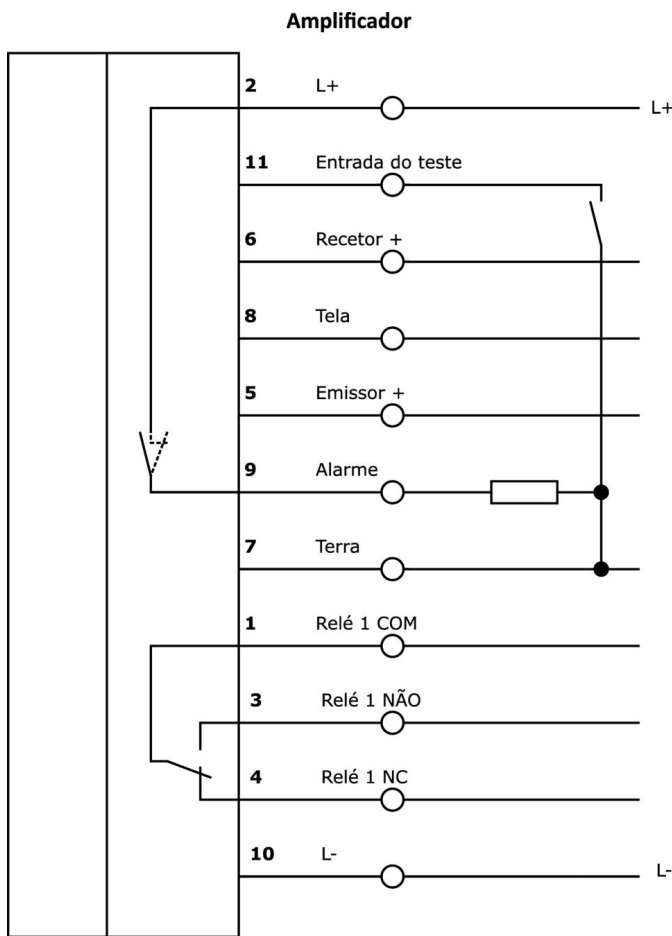 Amplificador
2 L+
L+
11 Entrada do teste
6 Recetor +
8 Tela
5 Emissor +
9 Alarme
7 Terra
1 Relé 1 COM
3 Relé 1 NÃO
4 Relé 1 NC
10 L-
L-